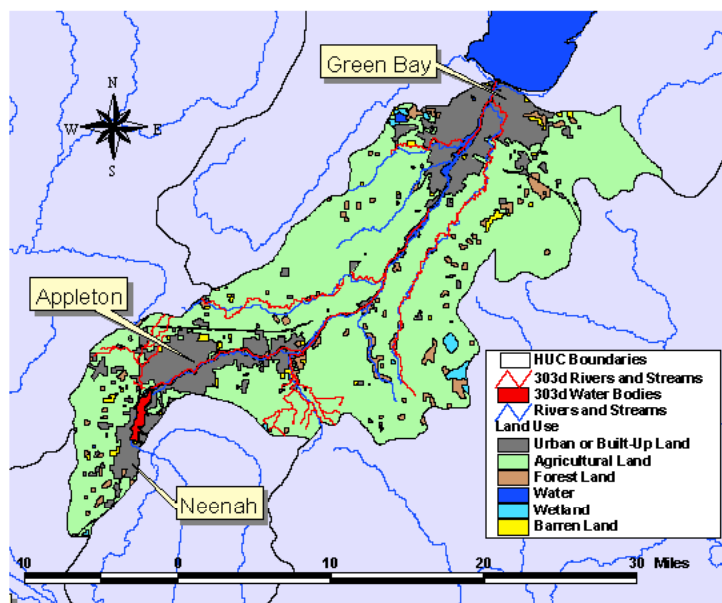 Green Bay
N
W E
S
Appleton
HUC Boundaries
303d Rivers and Streams
303d Water Bodies
Rivers and Streams
Land Use
Urban or Built-Up Land
Agricultural Land
Forest Land
Water
Wetland
Barren Land
Neenah
10 0 10 20 30 Miles